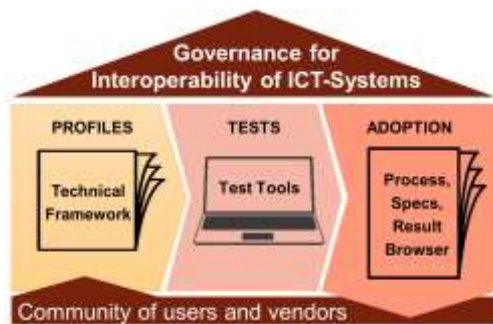 Governance for
Interoperability of ICT-Systems
PROFILES
TESTS
ADOPTION
Technical
Framework
Test Tools
Process,
Specs,
Result
Browser
Community of users and vendors